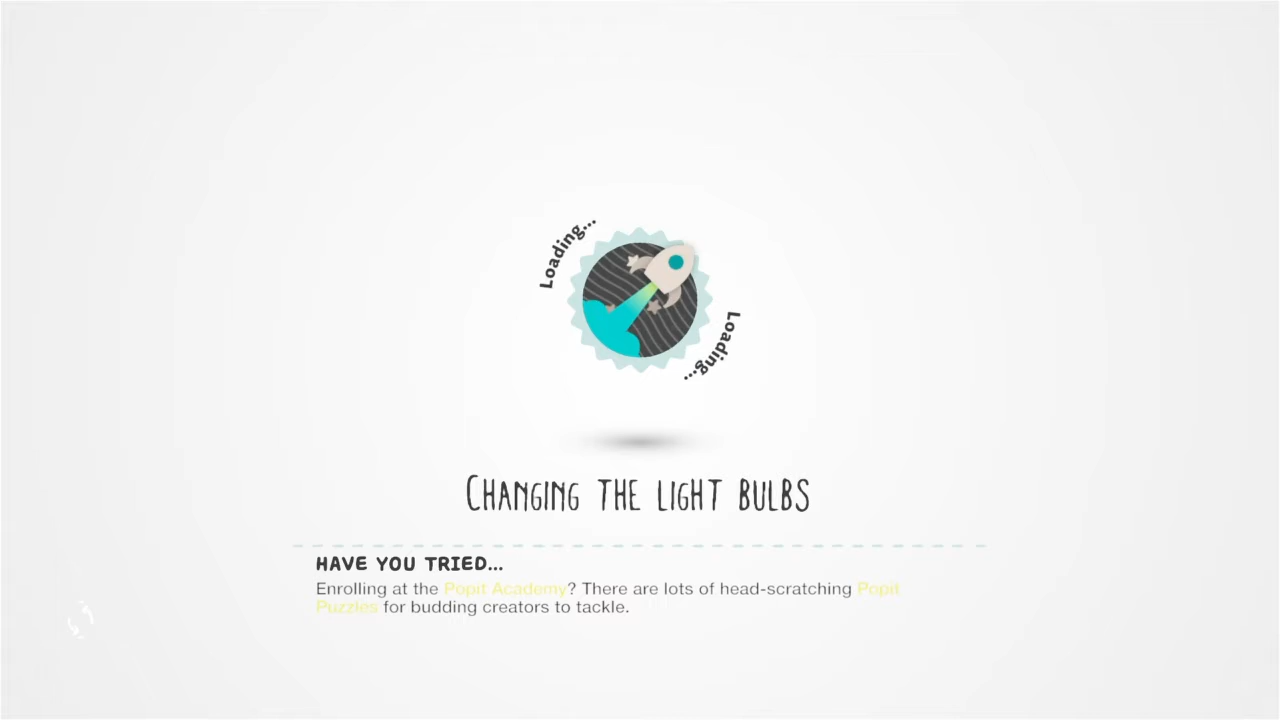 Loading...
Loading...
CHANGING THE LIGHT BULBS
HAVE YOU TRIED...
Enrolling at the Popit Academy? There are lots of head-scratching Popit
Puzzles for budding creators to tackle.